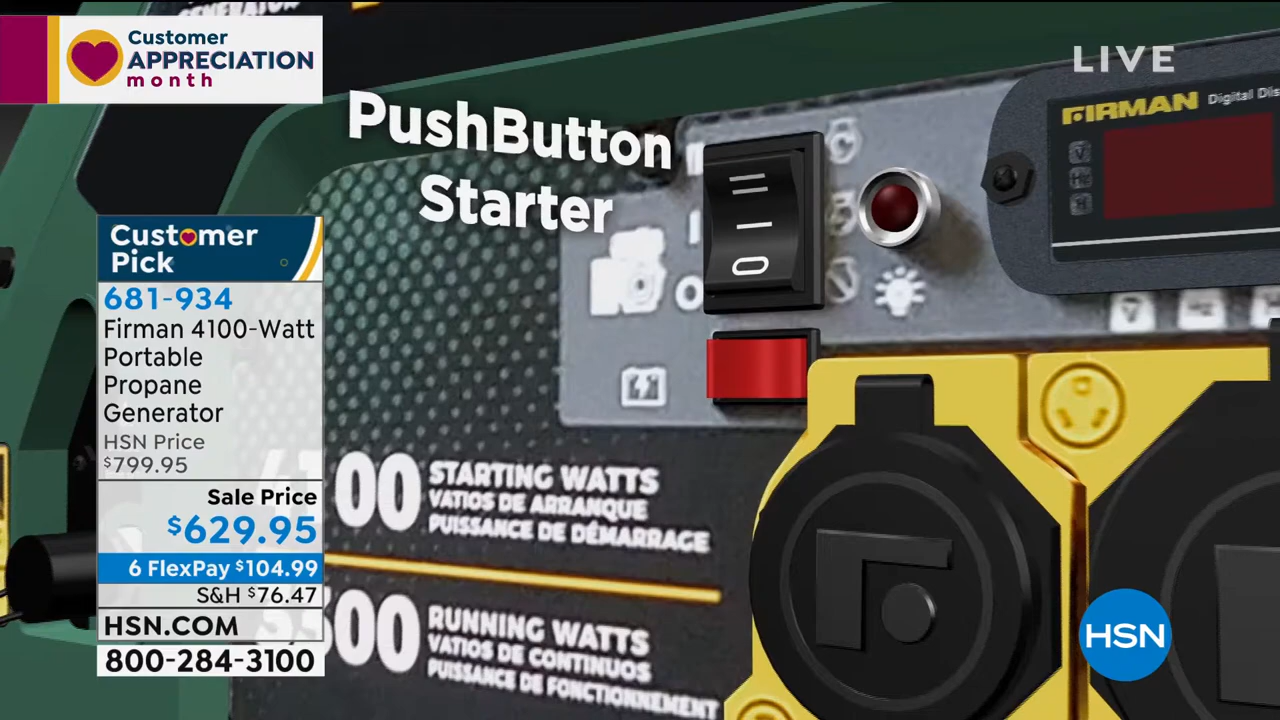 Customer
APPRECIATION
month
LIVE
PushButton
Starter
FIRMAN
Customer
Pick
681-934
Firman 4100-Watt
Portable
Propane
Generator
HSN Price
$799.95
Sale Price
$629.95
6 FlexPay $104.99
S&H $76.47
HSN.COM
800-284-3100
STARTING WATTS
VATIOS DE ARRANQUE
PUISSANCE DE DÉMARRAGE
RUNNING WATTS
VATIOS DE CONTINUOS
PUISSANCE DE FONCTIONNEMENT
HSN